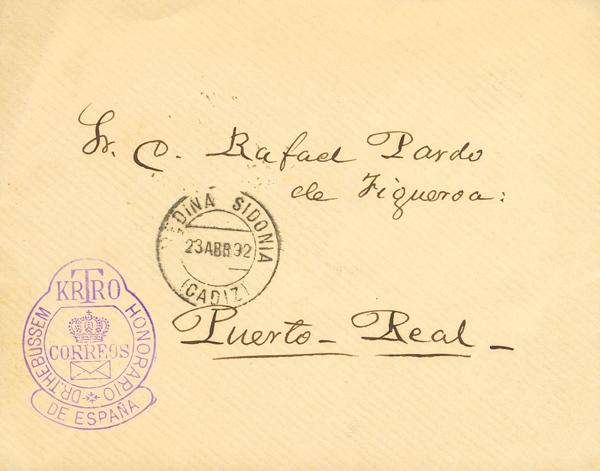 Sr. D. Rafael Pardo
de Figueroa:
MEDINA SIDONIA
23 ABR 92
(CADIZ)
Puerto-Real-
KRTRO
DR. THEBUSSEM HONORARIO
CORREOS
DE ESPAÑA